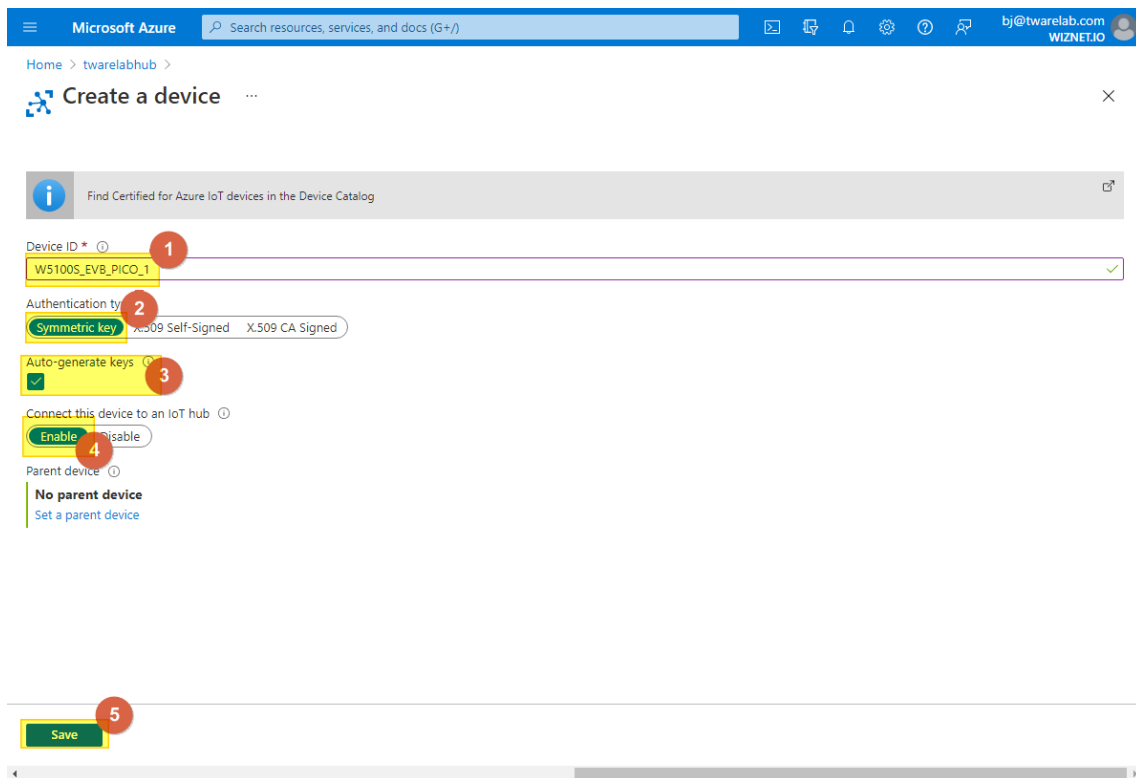 Microsoft Azure
Search resources, services, and docs (G+/)
bj@twarelab.com
WIZNET.IO
Home > twarelabhub >
Create a device ...
Find Certified for Azure IoT devices in the Device Catalog
Device ID *
1
W5100S_EVB_PICO_1
Authentication ty
2
Symmetric key X.509 Self-Signed X.509 CA Signed
Auto-generate keys
3
Connect this device to an IoT hub
Enable Disable
4
Parent device
No parent device
Set a parent device
5
Save